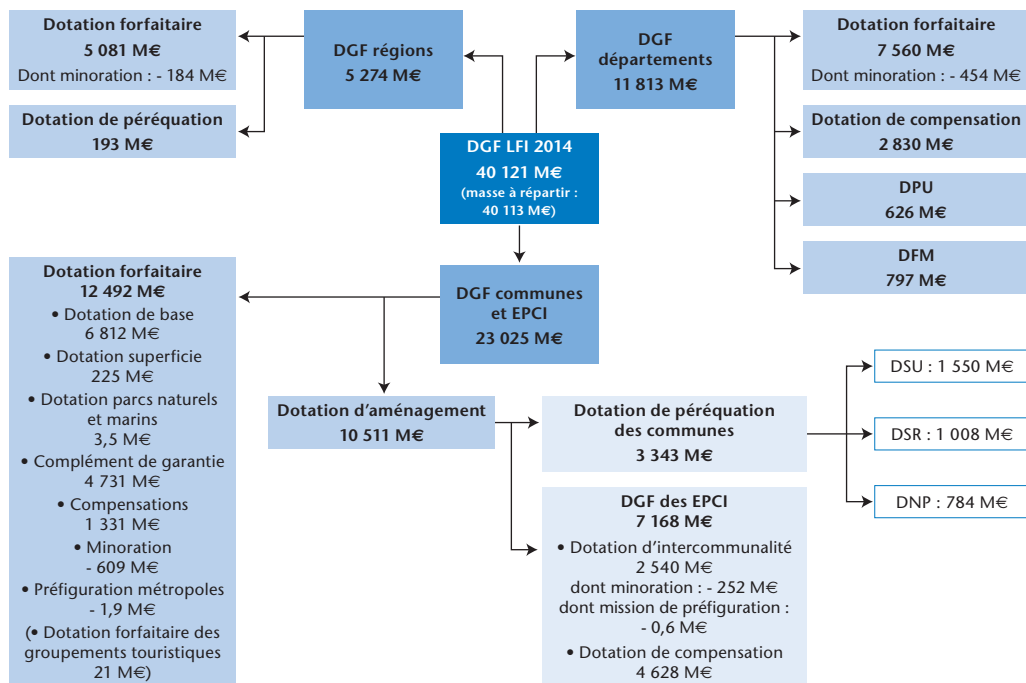 Dotation forfaitaire
5 081 M€
Dont minoration : - 184 M€
DGF régions
5 274 M€
DGF
départements
11 813 M€
Dotation forfaitaire
7 560 M€
Dont minoration : - 454 M€
Dotation de péréquation
193 M€
DGF LFI 2014
40 121 M€
(masse à répartir :
40 113 M€)
Dotation de compensation
2 830 M€
DPU
626 M€
DFM
797 M€
Dotation forfaitaire
12 492 M€
• Dotation de base
6 812 M€
• Dotation superficie
225 M€
• Dotation parcs naturels
et marins
3,5 M€
• Complément de garantie
4 731 M€
• Compensations
1 331 M€
• Minoration
- 609 M€
• Préfiguration métropoles
- 1,9 M€
(• Dotation forfaitaire des
groupements touristiques
21 M€)
DGF communes
et EPCI
23 025 M€
Dotation d'aménagement
10 511 M€
Dotation de péréquation
des communes
3 343 M€
DSU : 1 550 M€
DSR : 1 008 M€
DNP : 784 M€
DGF des EPCI
7 168 M€
• Dotation d'intercommunalité
2 540 M€
dont minoration : - 252 M€
dont mission de préfiguration :
- 0,6 M€
• Dotation de compensation
4 628 M€